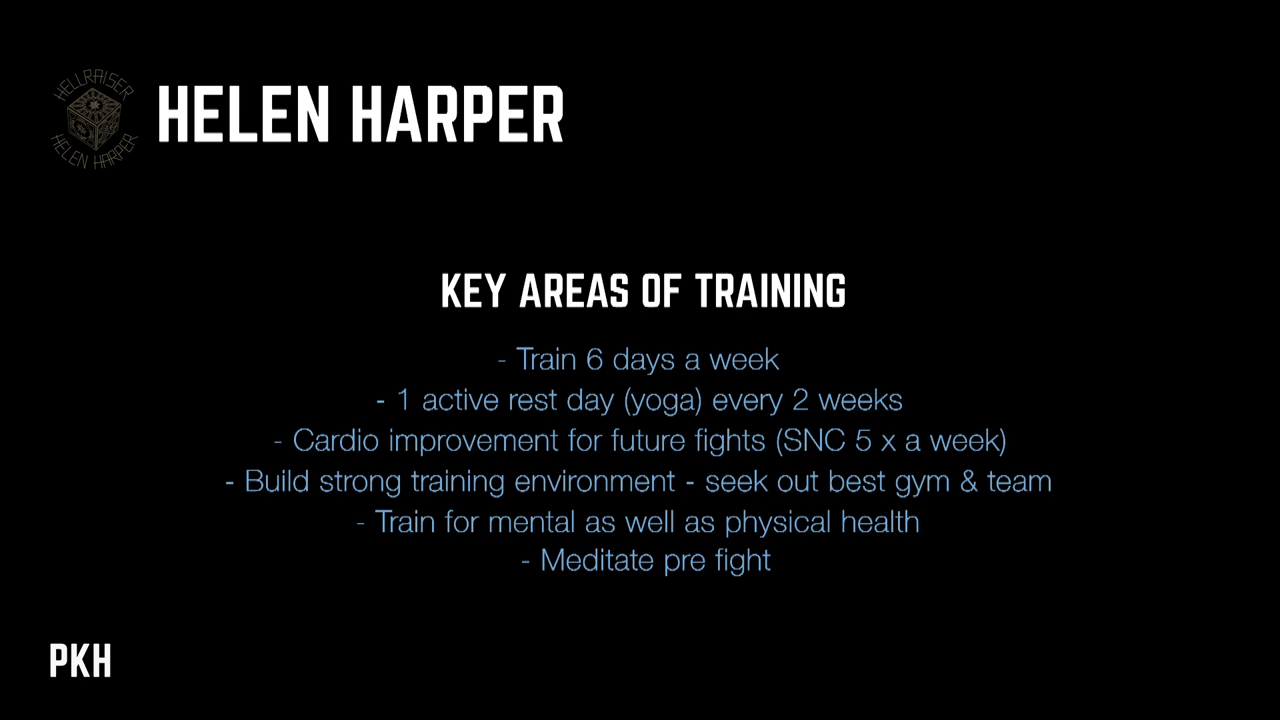 HELLRAISER
HELEN HARPER
HELEN HARPER
KEY AREAS OF TRAINING
- Train 6 days a week
- 1 active rest day (yoga) every 2 weeks
- Cardio improvement for future fights (SNC 5 x a week)
- Build strong training environment - seek out best gym & team
- Train for mental as well as physical health
- Meditate pre fight
PKH